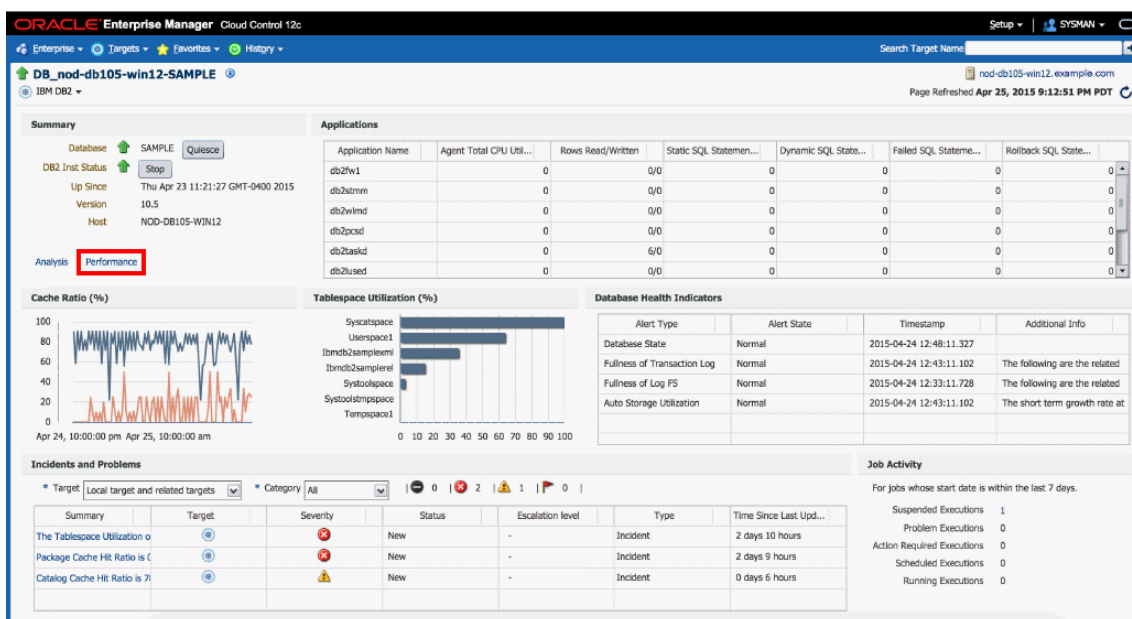 ORACLE Enterprise Manager Cloud Control 12c
Setup SYSMAN
Enterprise Targets Favorites History
Search Target Name
DB_nod-db105-win12-SAMPLE
nod-db105-win12.example.com
IBM DB2
Page Refreshed Apr 25, 2015 9:12:51 PM PDT
Summary
Database SAMPLE Quiesce
DB2 Inst Status Stop
Up Since Thu Apr 23 11:21:27 GMT-0400 2015
Version 10.5
Host NOD-DB105-WIN12
Analysis Performance
Applications
Application Name Agent Total CPU Util... Rows Read/Written Static SQL Statemen... Dynamic SQL State... Failed SQL Stateme... Rollback SQL State...
db2fw1 0 0/0 0 0 0 0
db2stmm 0 0/0 0 0 0 0
db2wlmd 0 0/0 0 0 0 0
db2pcsd 0 0/0 0 0 0 0
db2taskd 0 6/0 0 0 0 0
db2lused 0 0/0 0 0 0 0
Cache Ratio (%)
100
80
60
40
20
0
Apr 24, 10:00:00 pm Apr 25, 10:00:00 am
Tablespace Utilization (%)
Syscatspace
Userspace1
Ibmdb2samplexml
Ibmdb2samplerel
Systoolspace
Systoolstmpspace
Tempspace1
0 10 20 30 40 50 60 70 80 90 100
Database Health Indicators
Alert Type Alert State Timestamp Additional Info
Database State Normal 2015-04-24 12:48:11.327
Fullness of Transaction Log Normal 2015-04-24 12:43:11.102 The following are the related
Fullness of Log FS Normal 2015-04-24 12:33:11.728 The following are the related
Auto Storage Utilization Normal 2015-04-24 12:43:11.102 The short term growth rate at
Incidents and Problems
* Target Local target and related targets * Category All | 0 | 2 | 1 | 0 |
Summary Target Severity Status Escalation level Type Time Since Last Upd...
The Tablespace Utilization o New - Incident 2 days 10 hours
Package Cache Hit Ratio is New - Incident 2 days 9 hours
Catalog Cache Hit Ratio is 7 New - Incident 0 days 6 hours
Job Activity
For jobs whose start date is within the last 7 days.
Suspended Executions 1
Problem Executions 0
Action Required Executions 0
Scheduled Executions 0
Running Executions 0